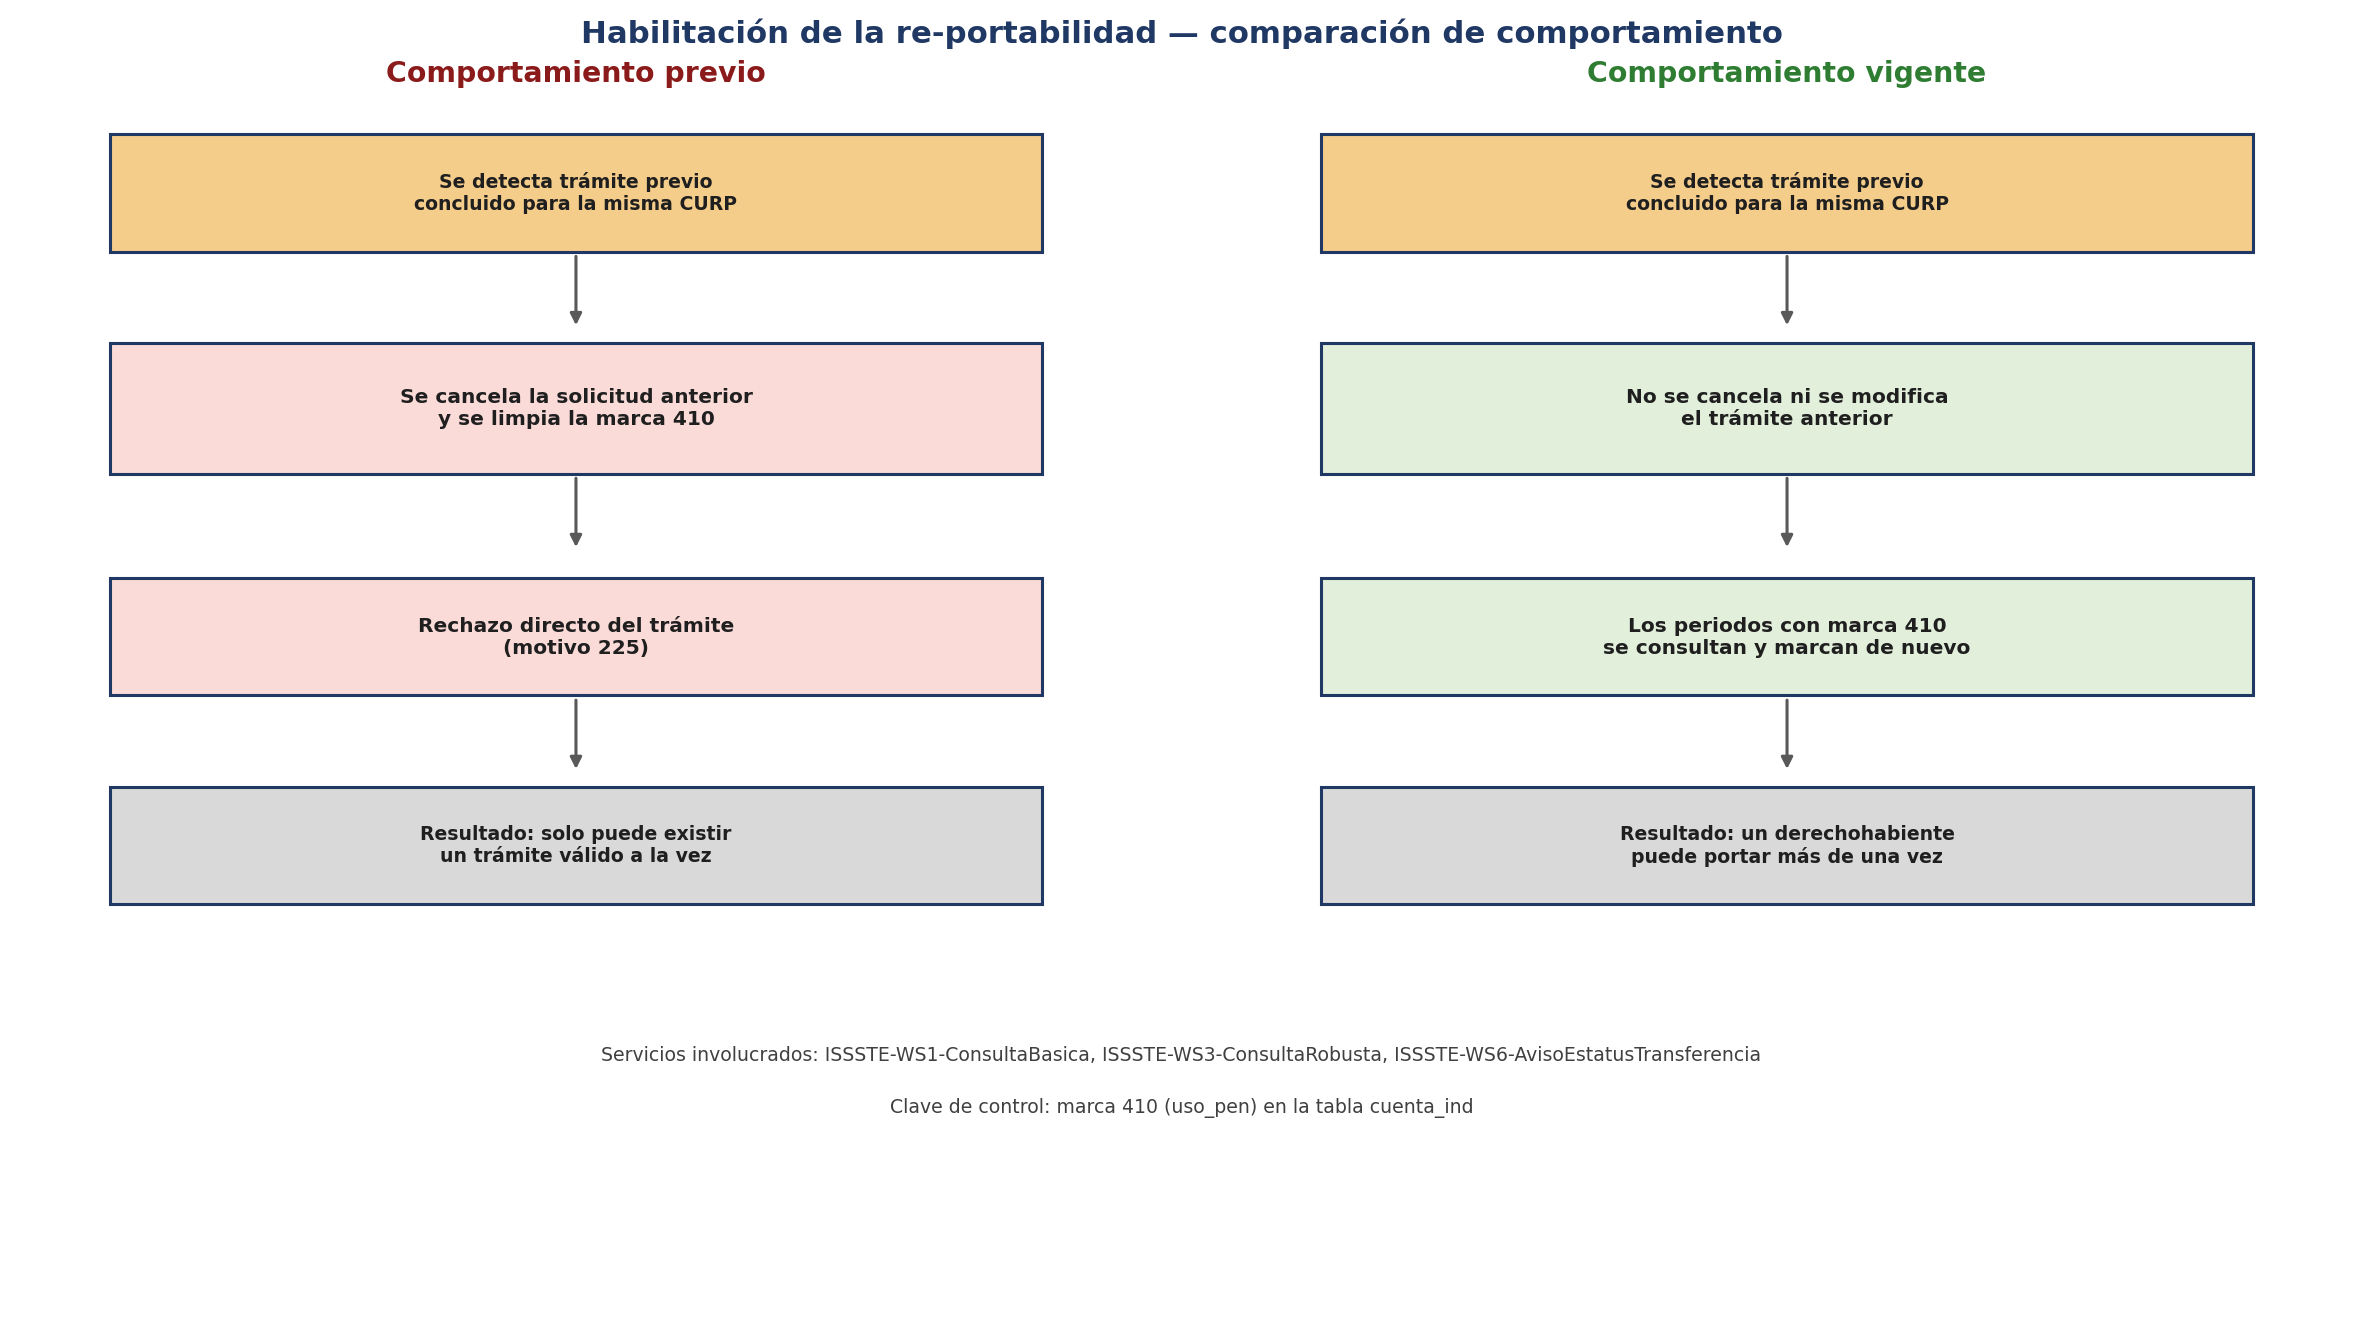 Habilitación de la re-portabilidad — comparación de comportamiento
Comportamiento previo
Se detecta trámite previo
concluido para la misma CURP
Se cancela la solicitud anterior
y se limpia la marca 410
Rechazo directo del trámite
(motivo 225)
Resultado: solo puede existir
un trámite válido a la vez
Comportamiento vigente
Se detecta trámite previo
concluido para la misma CURP
No se cancela ni se modifica
el trámite anterior
Los periodos con marca 410
se consultan y marcan de nuevo
Resultado: un derechohabiente
puede portar más de una vez
Servicios involucrados: ISSSTE-WS1-ConsultaBasica, ISSSTE-WS3-ConsultaRobusta, ISSSTE-WS6-AvisoEstatusTransferencia
Clave de control: marca 410 (uso_pen) en la tabla cuenta_ind